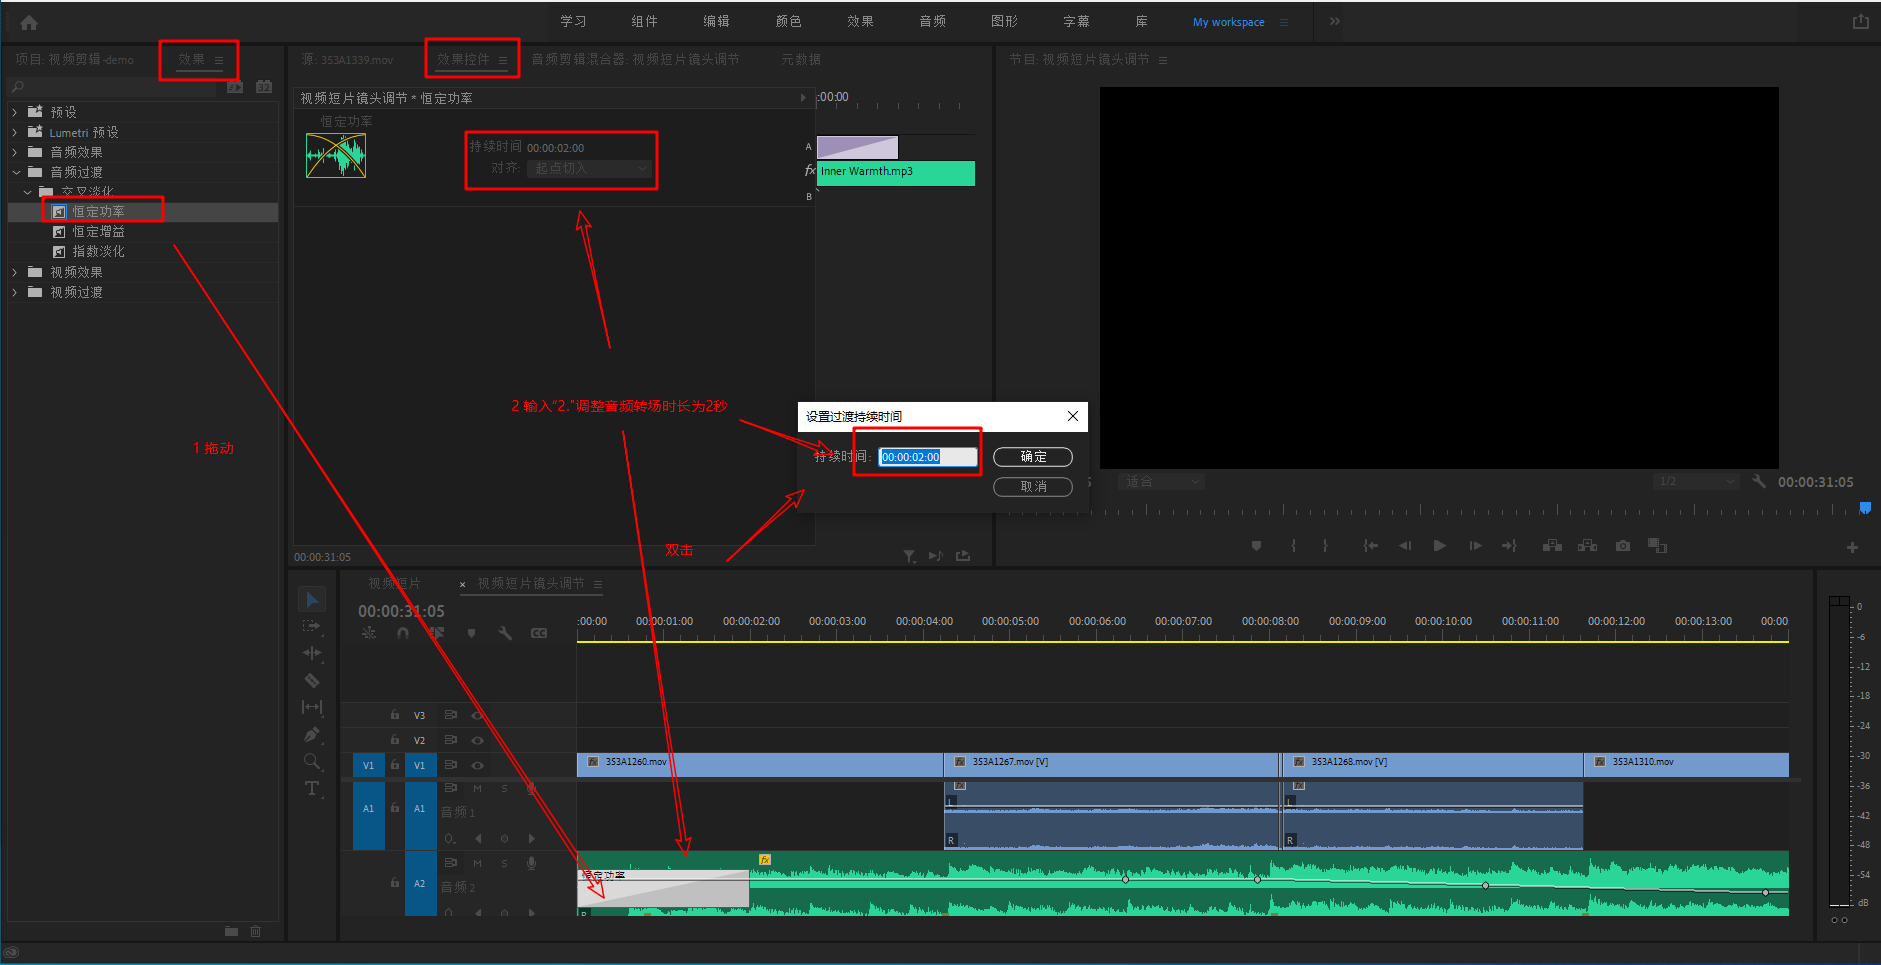 学习 组件 编辑 颜色 效果 音频 图形 字幕 库 My workspace
项目: 视频剪辑-demo
效果
源: 353A1339.mov
效果控件
音频剪辑混合器: 视频短片镜头调节
元数据
节目: 视频短片镜头调节
预设
Lumetri 预设
音频效果
音频过渡
交叉淡化
恒定功率
恒定增益
指数淡化
视频效果
视频过渡
视频短片镜头调节 * 恒定功率
:00:00
恒定功率
持续时间 00:00:02:00
对齐: 起点切入
A
fx Inner Warmth.mp3
B
1 拖动
2 输入“2."调整音频转场时长为2秒
双击
设置过渡持续时间
持续时间: 00:00:02:00
确定
取消
00:00:31:05
适合
1/2
00:00:31:05
视频短片
× 视频短片镜头调节
00:00:31:05
:00:00 00:00:01:00 00:00:02:00 00:00:03:00 00:00:04:00 00:00:05:00 00:00:06:00 00:00:07:00 00:00:08:00 00:00:09:00 00:00:10:00 00:00:11:00 00:00:12:00 00:00:13:00 00:00
V3
V2
V1 V1
fx 353A1260.mov
fx 353A1267.mov [V]
fx 353A1268.mov [V]
fx 353A1310.mov
A1 A1 M S
音频 1
L fx
R
L fx
R
A2 M S
音频 2
恒定功率
fx
R
0
-6
-12
-18
-24
-30
-36
-42
-48
-54
dB